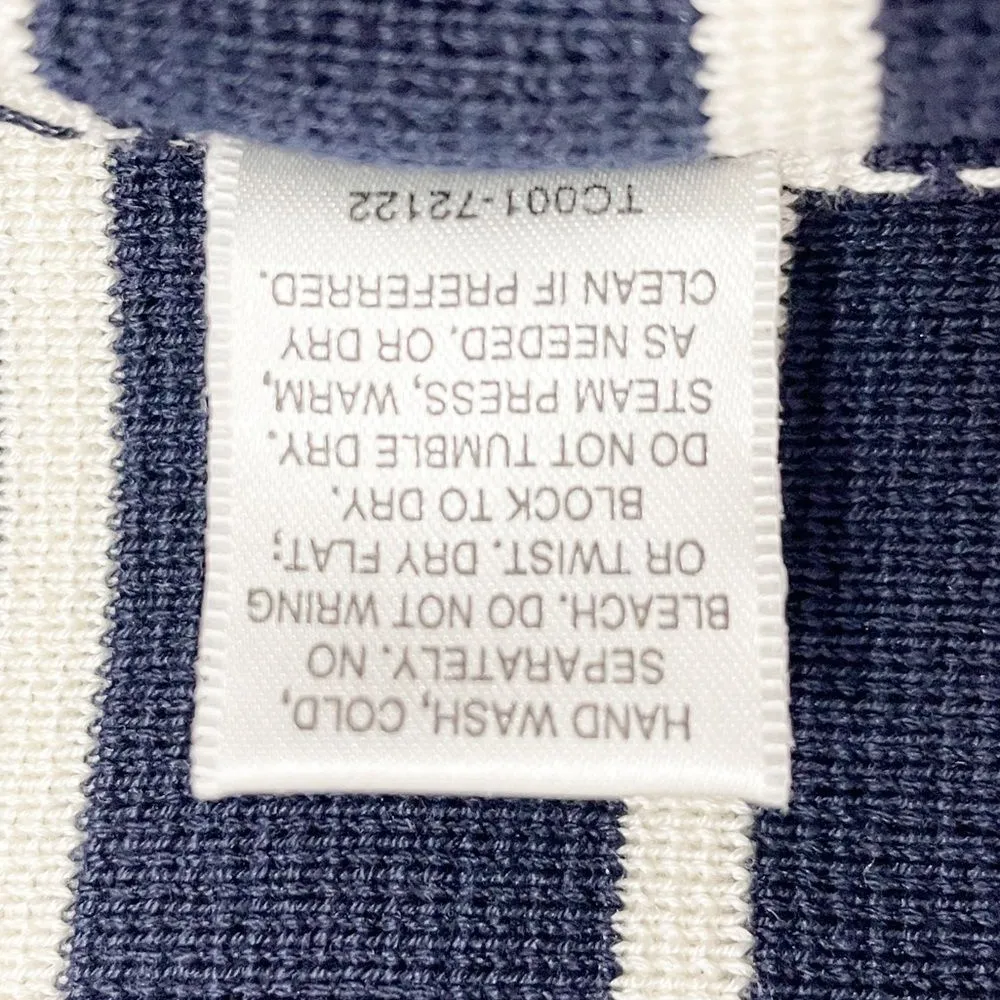 HAND WASH, COLD,
SEPARATELY. NO
BLEACH. DO NOT WRING
OR TWIST. DRY FLAT;
BLOCK TO DRY.
DO NOT TUMBLE DRY.
STEAM PRESS, WARM,
AS NEEDED. OR DRY
CLEAN IF PREFERRED.
TC001-72122